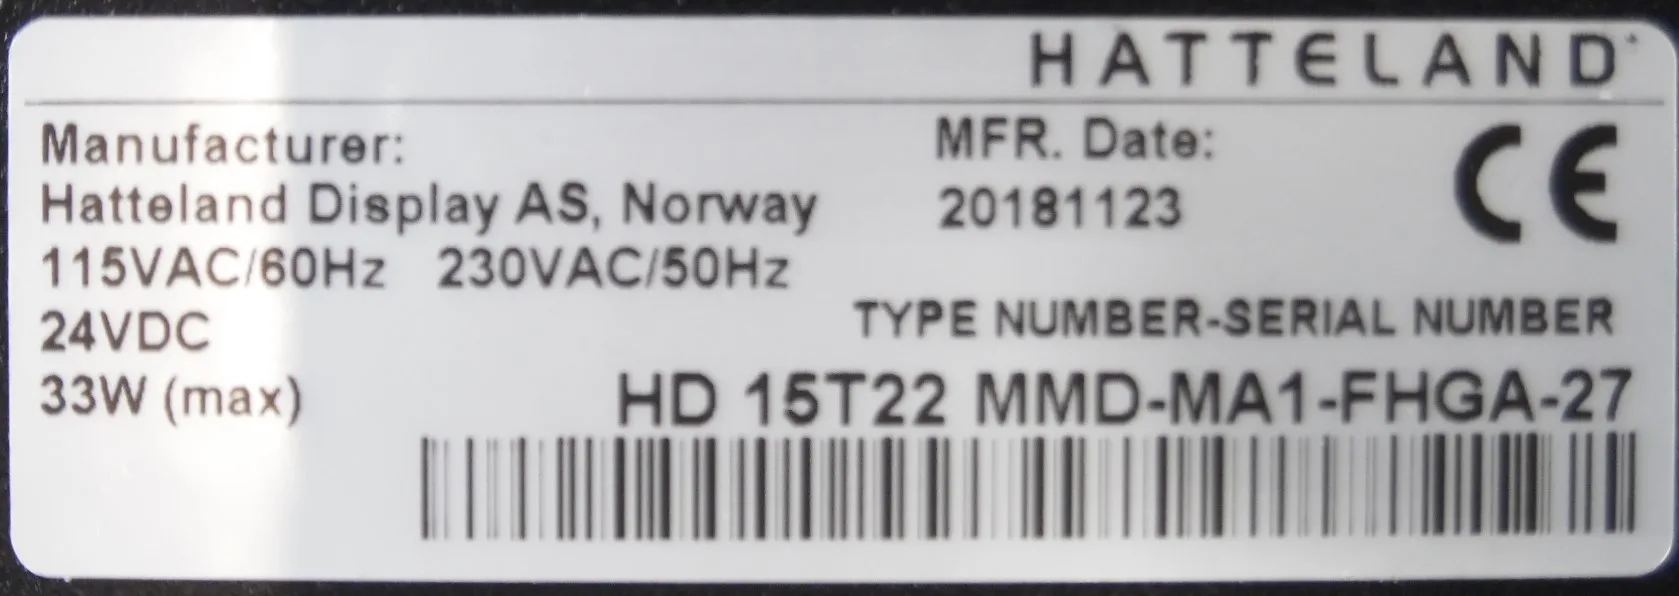 HATTELAND
Manufacturer:
Hatteland Display AS, Norway
115VAC/60Hz 230VAC/50Hz
24VDC
33W (max)
MFR. Date:
20181123
CE
TYPE NUMBER-SERIAL NUMBER
HD 15T22 MMD-MA1-FHGA-27